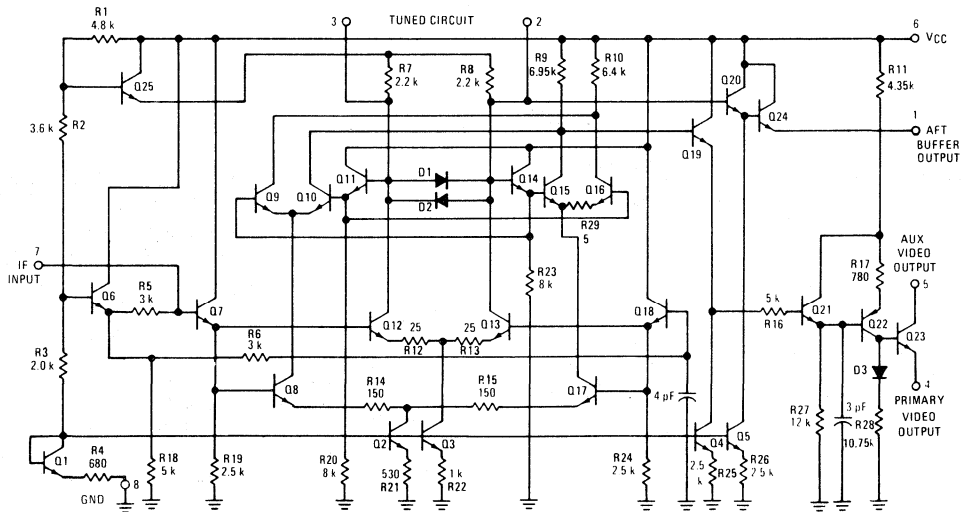 R1
4.8 k
3
TUNED CIRCUIT
2
6
VCC
Q25
R7
2.2 k
R8
2.2 k
R9
6.95k
R10
6.4 k
Q20
R11
4.35k
3.6 k
R2
Q24
1
AFT
BUFFER
OUTPUT
Q19
Q9
Q10
Q11
D1
D2
Q14
Q15
Q16
R29
5
7
IF
INPUT
Q6
R5
3 k
Q7
R23
8 k
R17
780
AUX
VIDEO
OUTPUT
5
Q12
25
R12
25
R13
Q13
Q18
5 k
R16
Q21
Q22
Q23
R6
3 k
R3
2.0 k
Q8
R14
150
R15
150
Q17
4 pF
D3
4
PRIMARY
VIDEO
OUTPUT
Q1
R4
680
8
GND
R18
5 k
R19
2.5 k
R20
8 k
Q2
530
R21
Q3
1 k
R22
R24
2.5 k
Q4
2.5
k
R25
Q5
R26
2.5 k
R27
12 k
3 pF
R28
10.75k